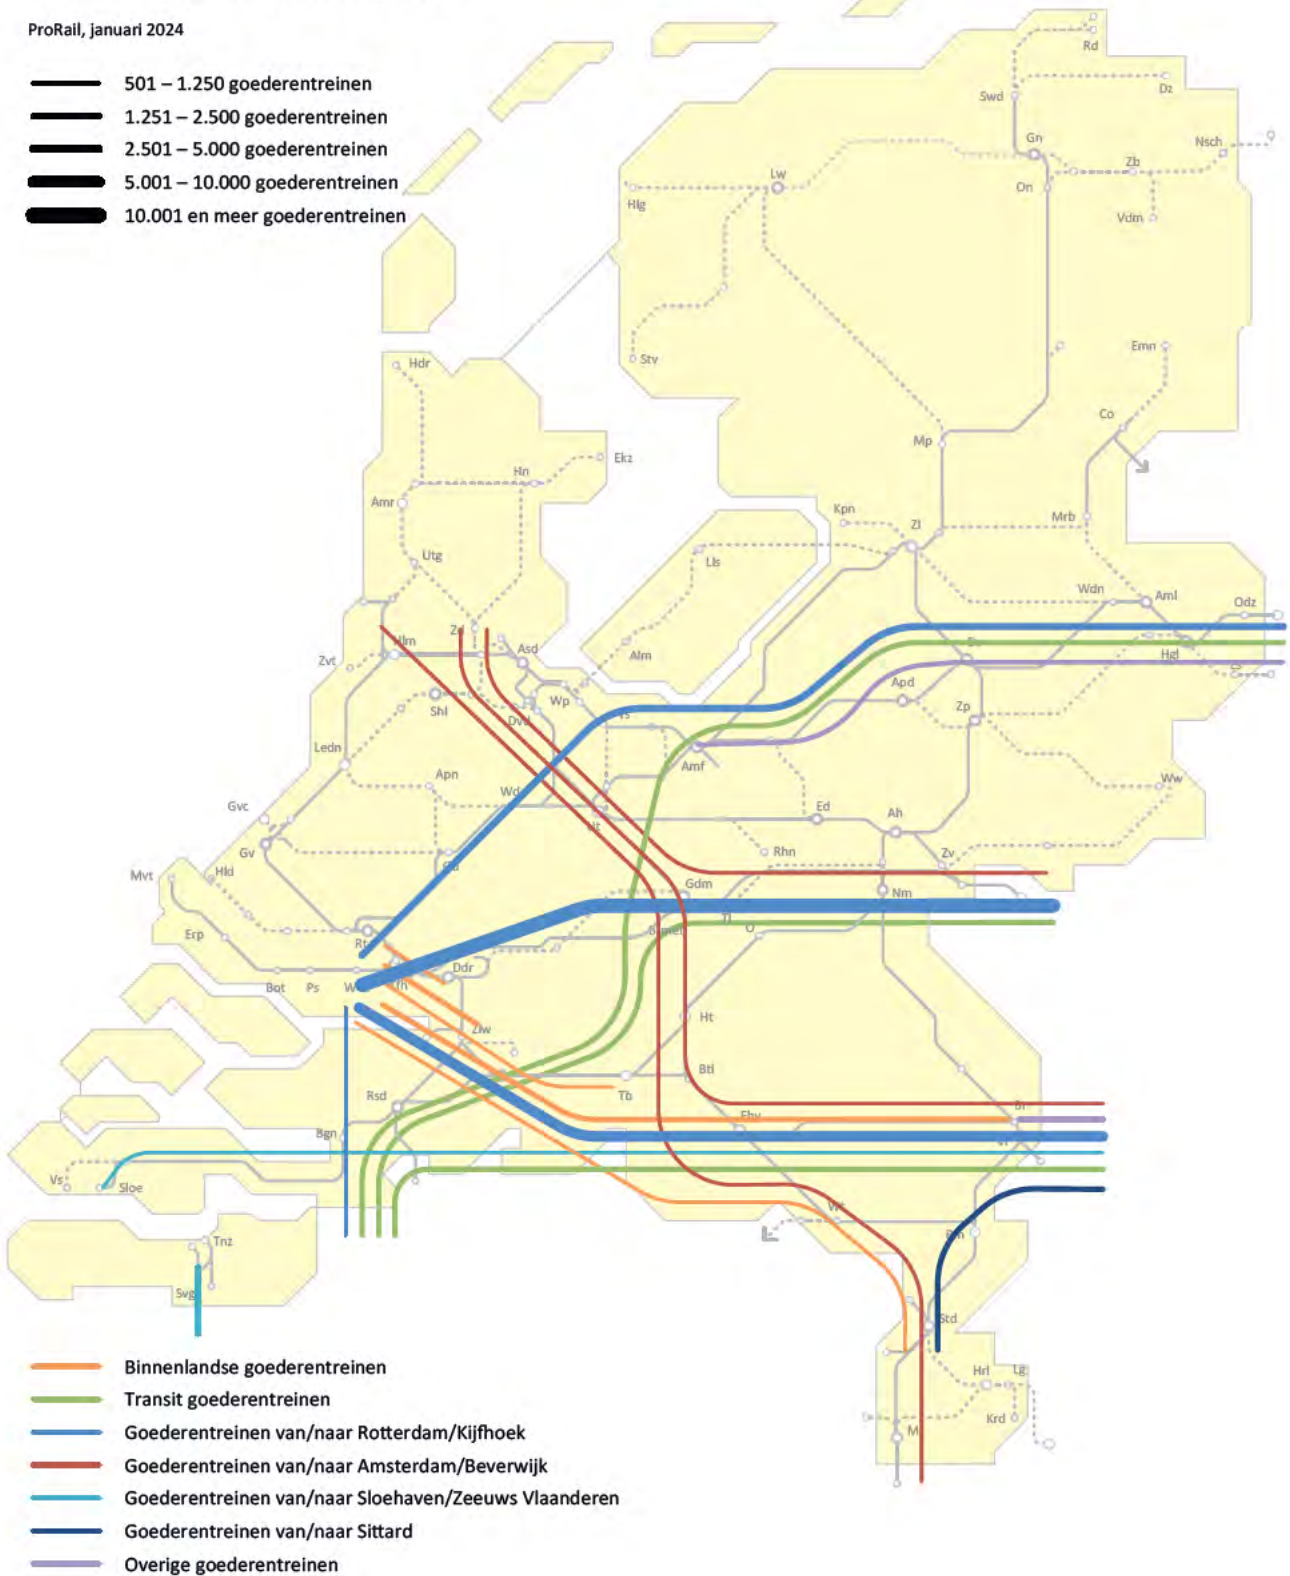 ProRail, januari 2024
501 – 1.250 goederentreinen
1.251 – 2.500 goederentreinen
2.501 – 5.000 goederentreinen
5.001 – 10.000 goederentreinen
10.001 en meer goederentreinen
Rd
Swd
Dz
Gn
Nsch
Zb
On
Vdm
Lw
Hlg
Stv
Emn
Hdr
Co
Mp
Hn
Ekz
Amr
Kpn
Zl
Mrb
Utg
Lls
Wdn
Aml
Odz
Hlm
Asd
Zvt
Alm
Hgl
Apd
Wp
Shl
Dvd
Zp
Ledn
Amf
Apn
Wd
Ww
Gvc
Ut
Ed
Ah
Gv
Rhn
Zv
Mvt
Hld
Gdm
Nm
Erp
Rt
O
Ddr
Bot
Ps
Zlw
Ht
Btl
Rsd
Tb
Ehv
Bgn
Vs
Sloe
Wt
Tnz
Svg
Std
Hrl
Lg
Krd
Binnenlandse goederentreinen
Transit goederentreinen
Goederentreinen van/naar Rotterdam/Kijfhoek
Goederentreinen van/naar Amsterdam/Beverwijk
Goederentreinen van/naar Sloehaven/Zeeuws Vlaanderen
Goederentreinen van/naar Sittard
Overige goederentreinen